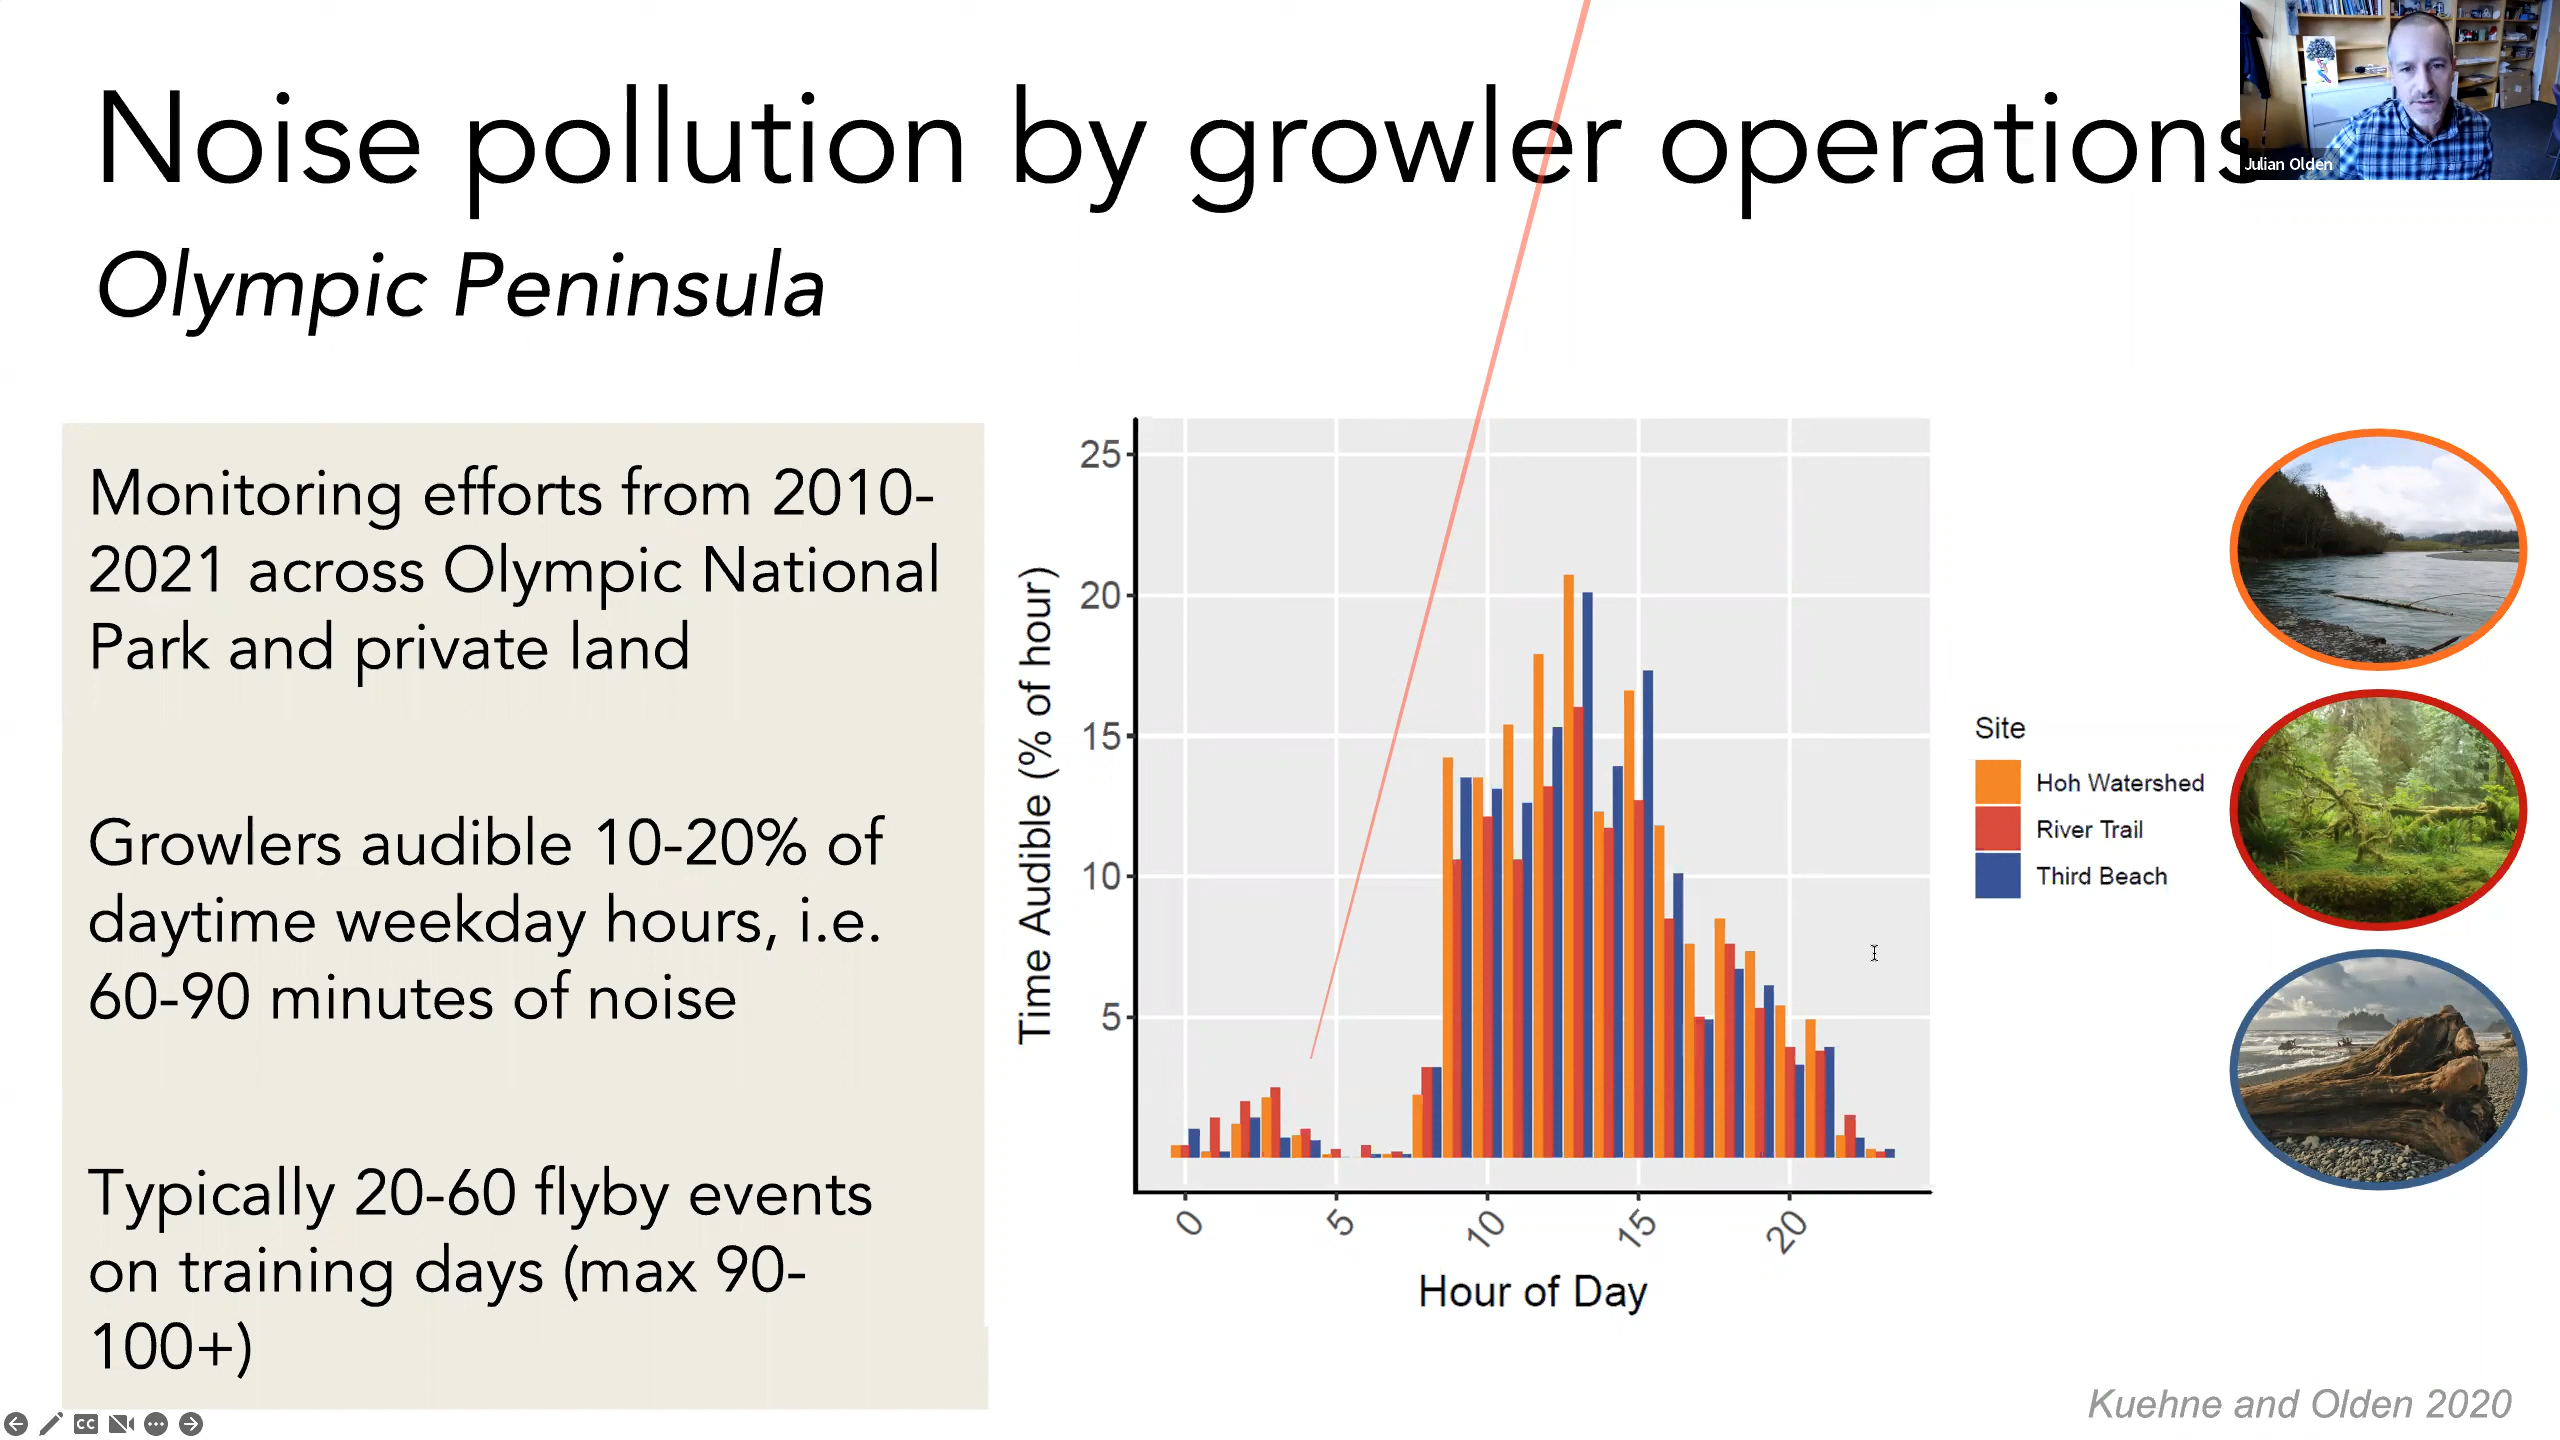 Noise pollution by growler operations
Julian Olden
Olympic Peninsula
Monitoring efforts from 2010-
2021 across Olympic National
Park and private land
Growlers audible 10-20% of
daytime weekday hours, i.e.
60-90 minutes of noise
Typically 20-60 flyby events
on training days (max 90-
100+)
Time Audible (% of hour)
25
20
15
10
5
0
5
10
15
20
Hour of Day
Site
Hoh Watershed
River Trail
Third Beach
Kuehne and Olden 2020
CC